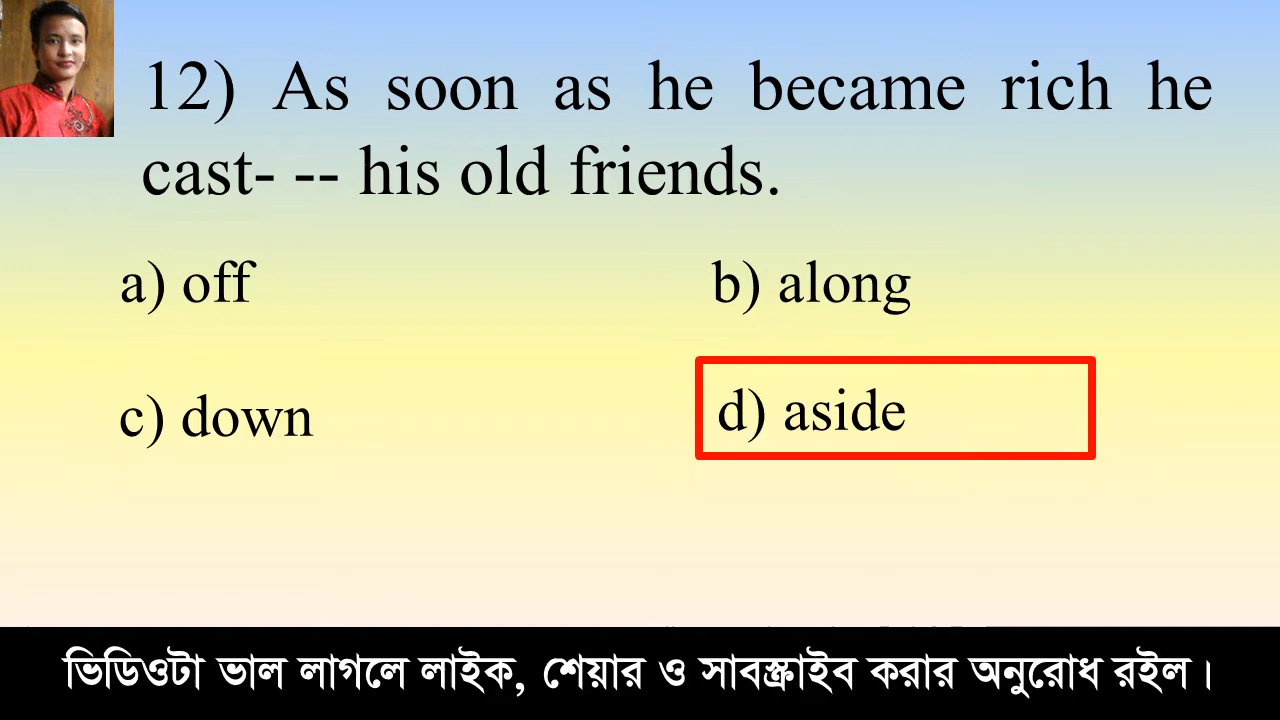 12) As soon as he became rich he
cast- -- his old friends.
a) off
b) along
c) down
d) aside
ভিডিওটা ভাল লাগলে লাইক, শেয়ার ও সাবস্ক্রাইব করার অনুরোধ রইল।